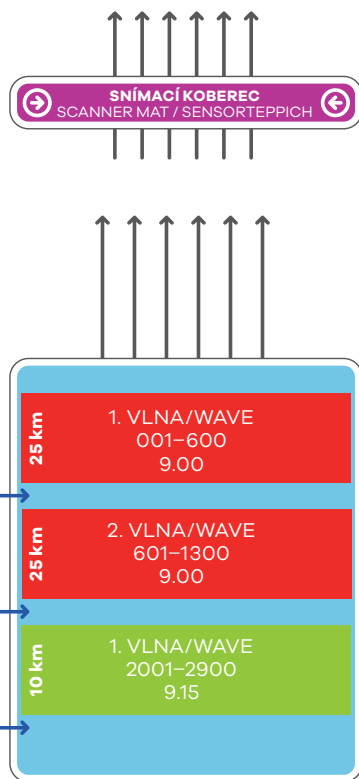 SNÍMACÍ KOBEREC
SCANNER MAT / SENSORTEPPICH
25 km
1. VLNA/WAVE
001–600
9.00
25 km
2. VLNA/WAVE
601–1300
9.00
10 km
1. VLNA/WAVE
2001–2900
9.15